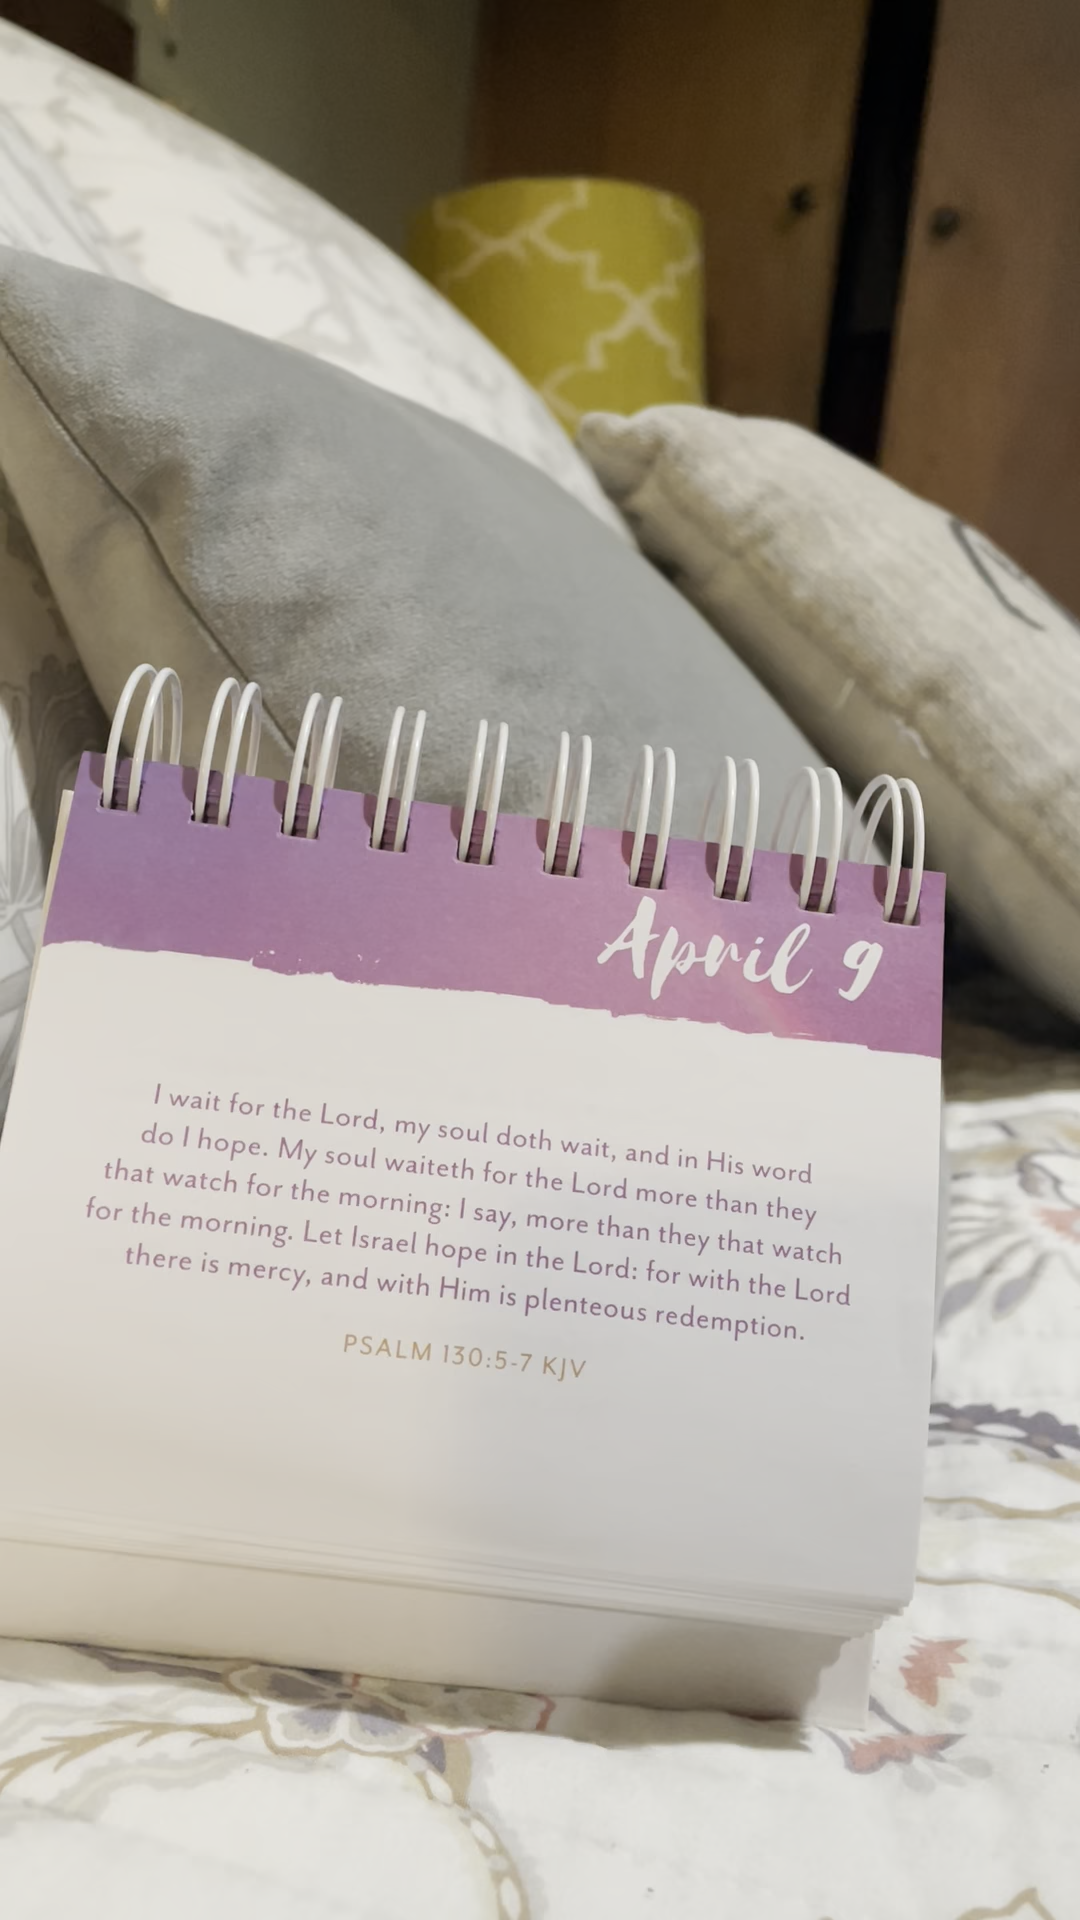 April 9
I wait for the Lord, my soul doth wait, and in His word
do I hope. My soul waiteth for the Lord more than they
that watch for the morning: I say, more than they that watch
for the morning. Let Israel hope in the Lord: for with the Lord
there is mercy, and with Him is plenteous redemption.
PSALM 130:5-7 KJV